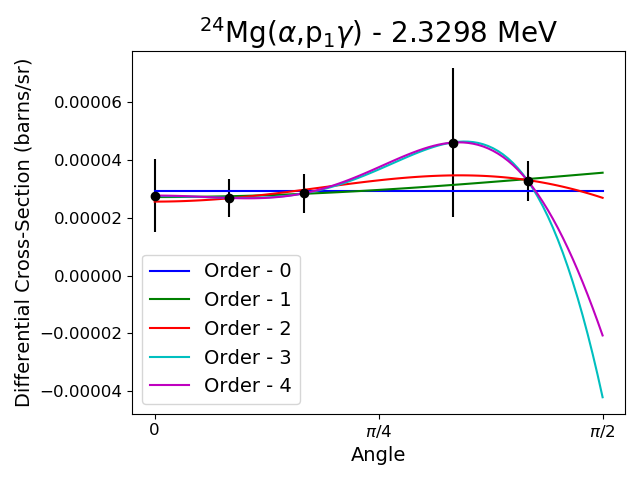 ²⁴Mg(α,p₁γ) - 2.3298 MeV
Differential Cross-Section (barns/sr)
0.00006
0.00004
0.00002
0.00000
−0.00002
−0.00004
Order - 0
Order - 1
Order - 2
Order - 3
Order - 4
0
π/4
π/2
Angle